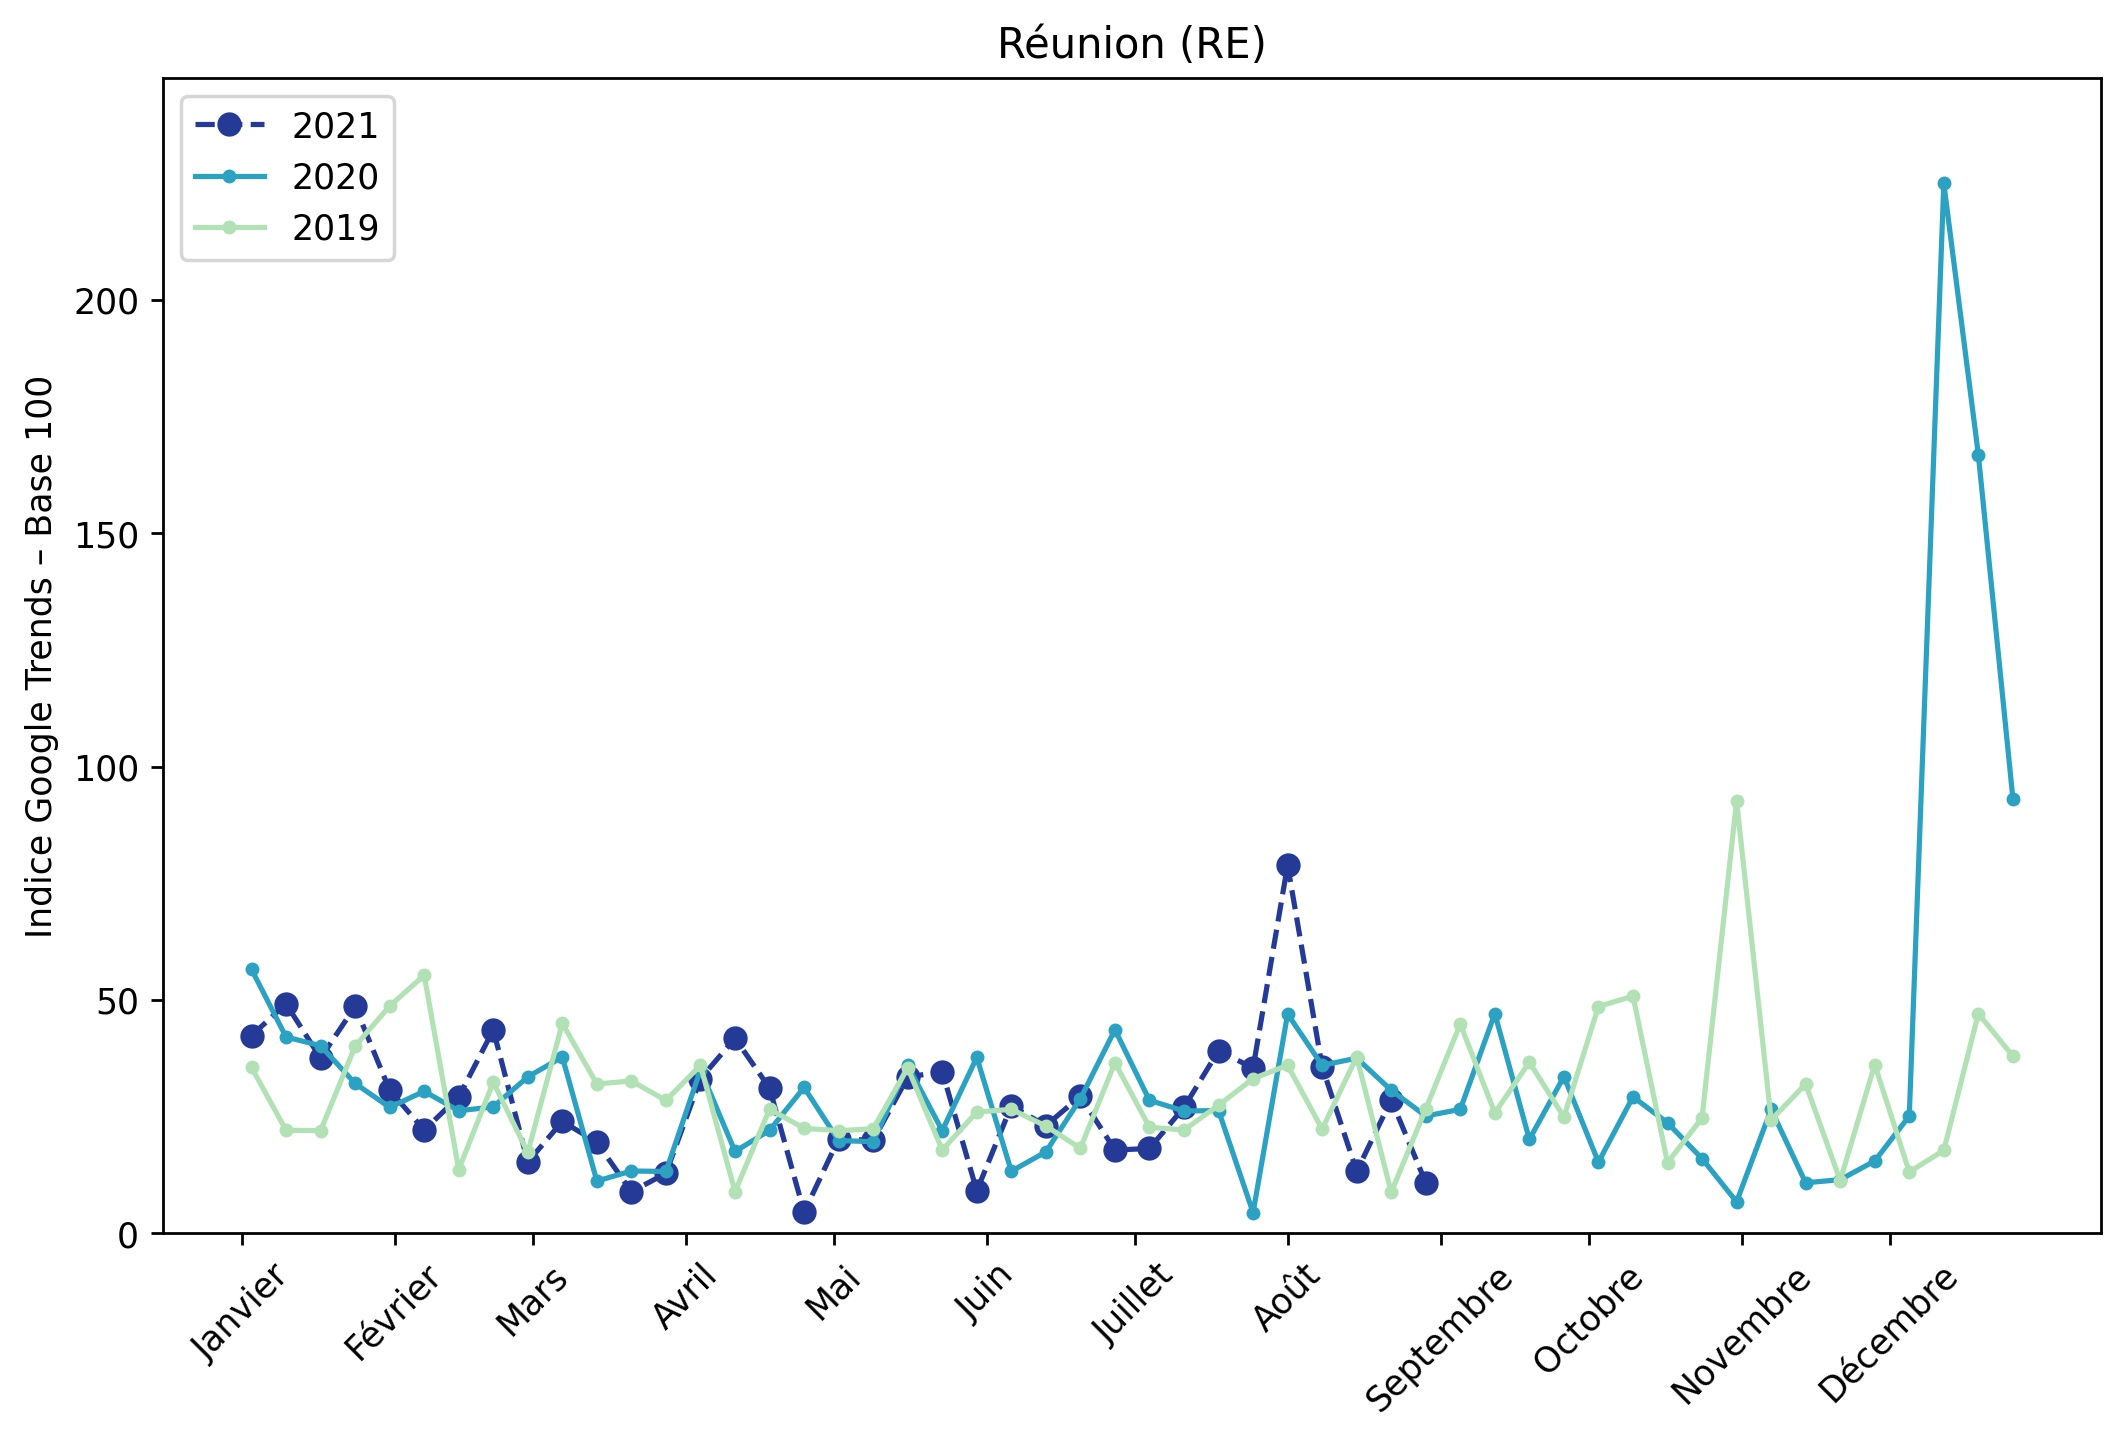 Réunion (RE)
2021
2020
2019
Indice Google Trends – Base 100
200
150
100
50
0
Janvier
Février
Mars
Avril
Mai
Juin
Juillet
Août
Septembre
Octobre
Novembre
Décembre